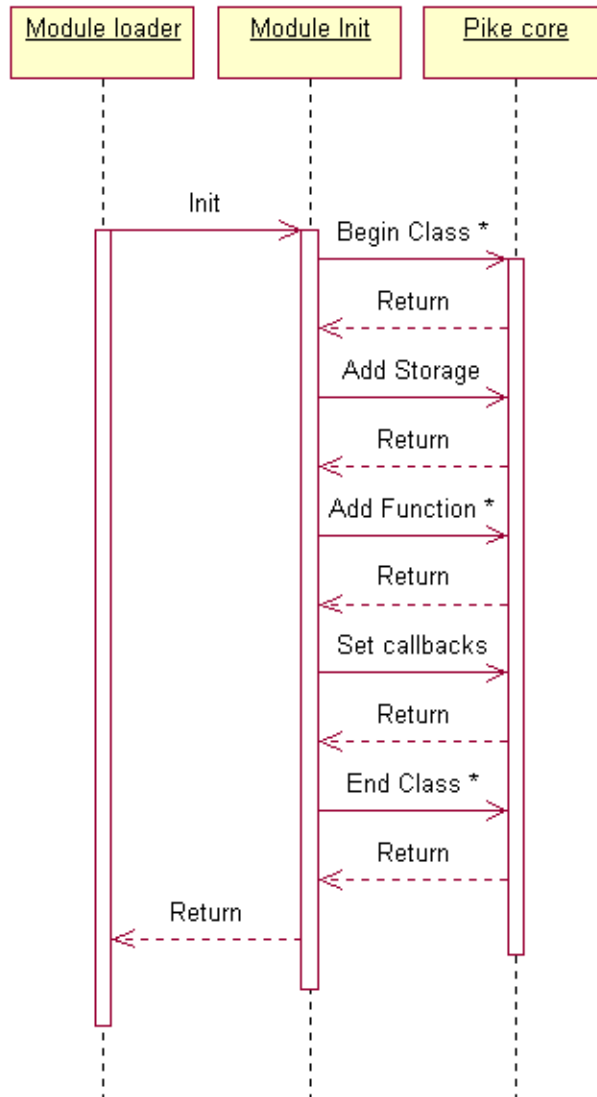 Module loader
Module Init
Pike core
Init
Begin Class *
Return
Add Storage
Return
Add Function *
Return
Set callbacks
Return
End Class *
Return
Return